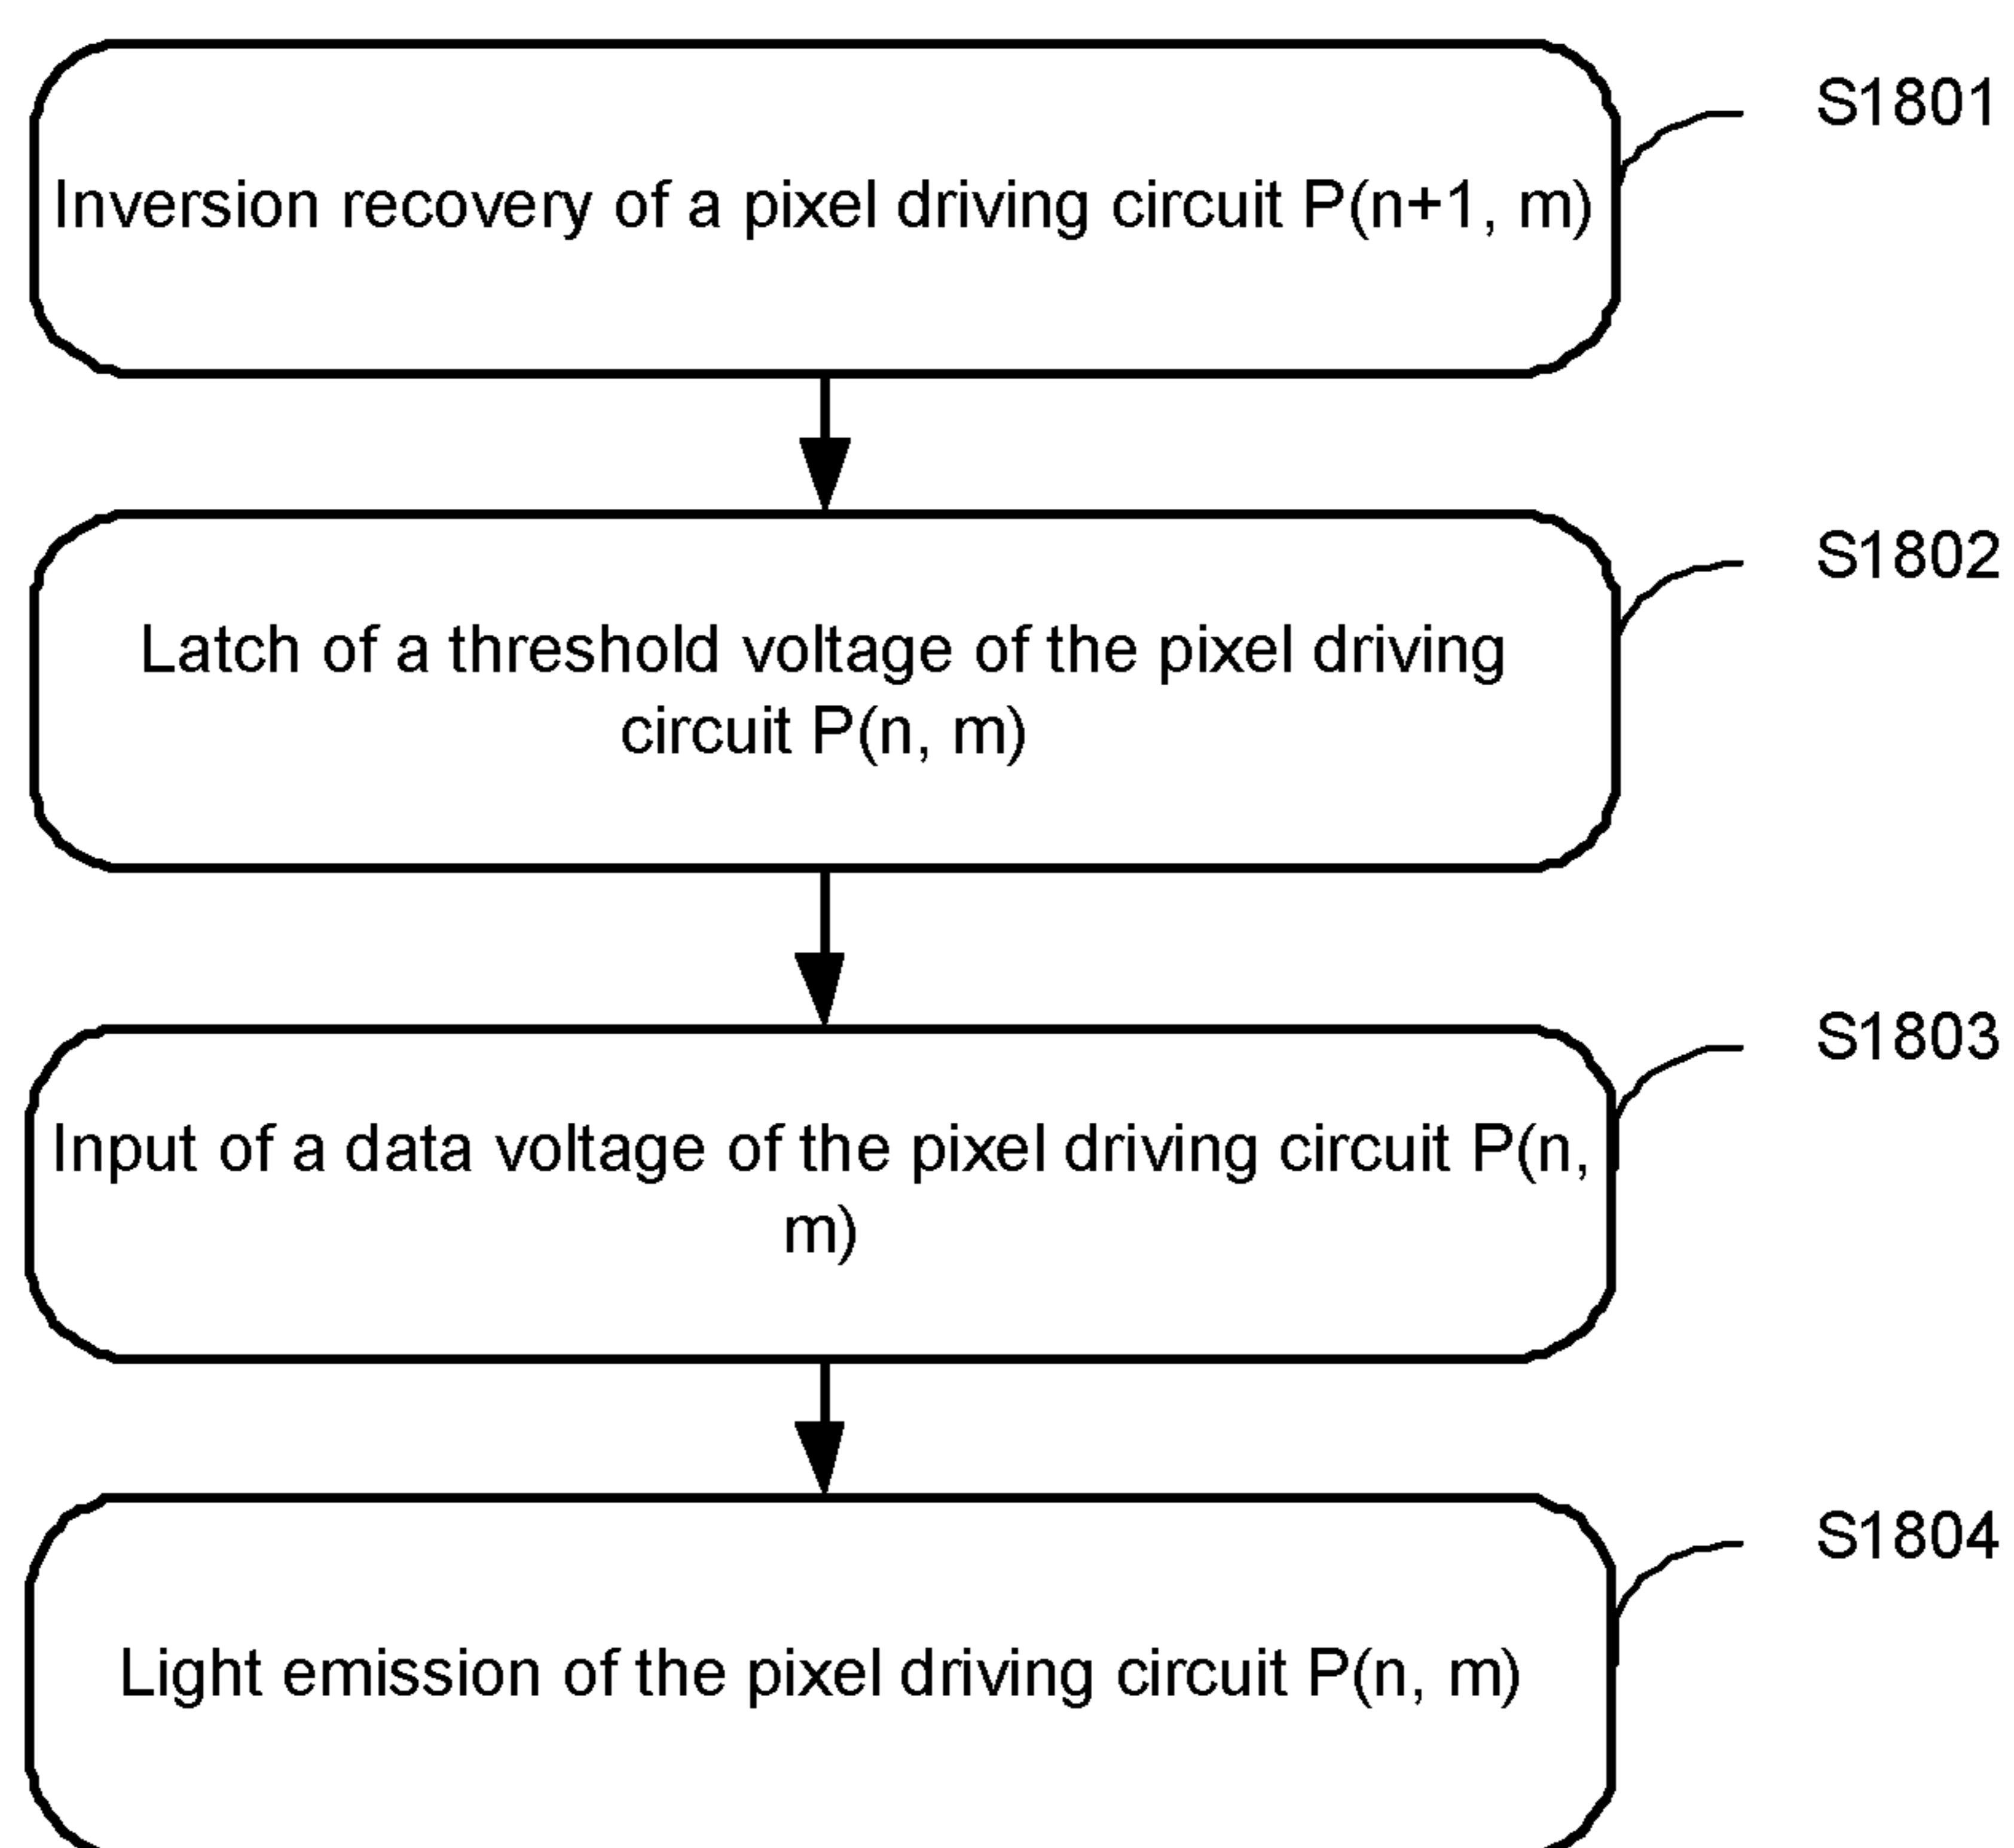 S1801
Inversion recovery of a pixel driving circuit P(n+1, m)
S1802
Latch of a threshold voltage of the pixel driving
circuit P(n, m)
S1803
Input of a data voltage of the pixel driving circuit P(n,
m)
S1804
Light emission of the pixel driving circuit P(n, m)